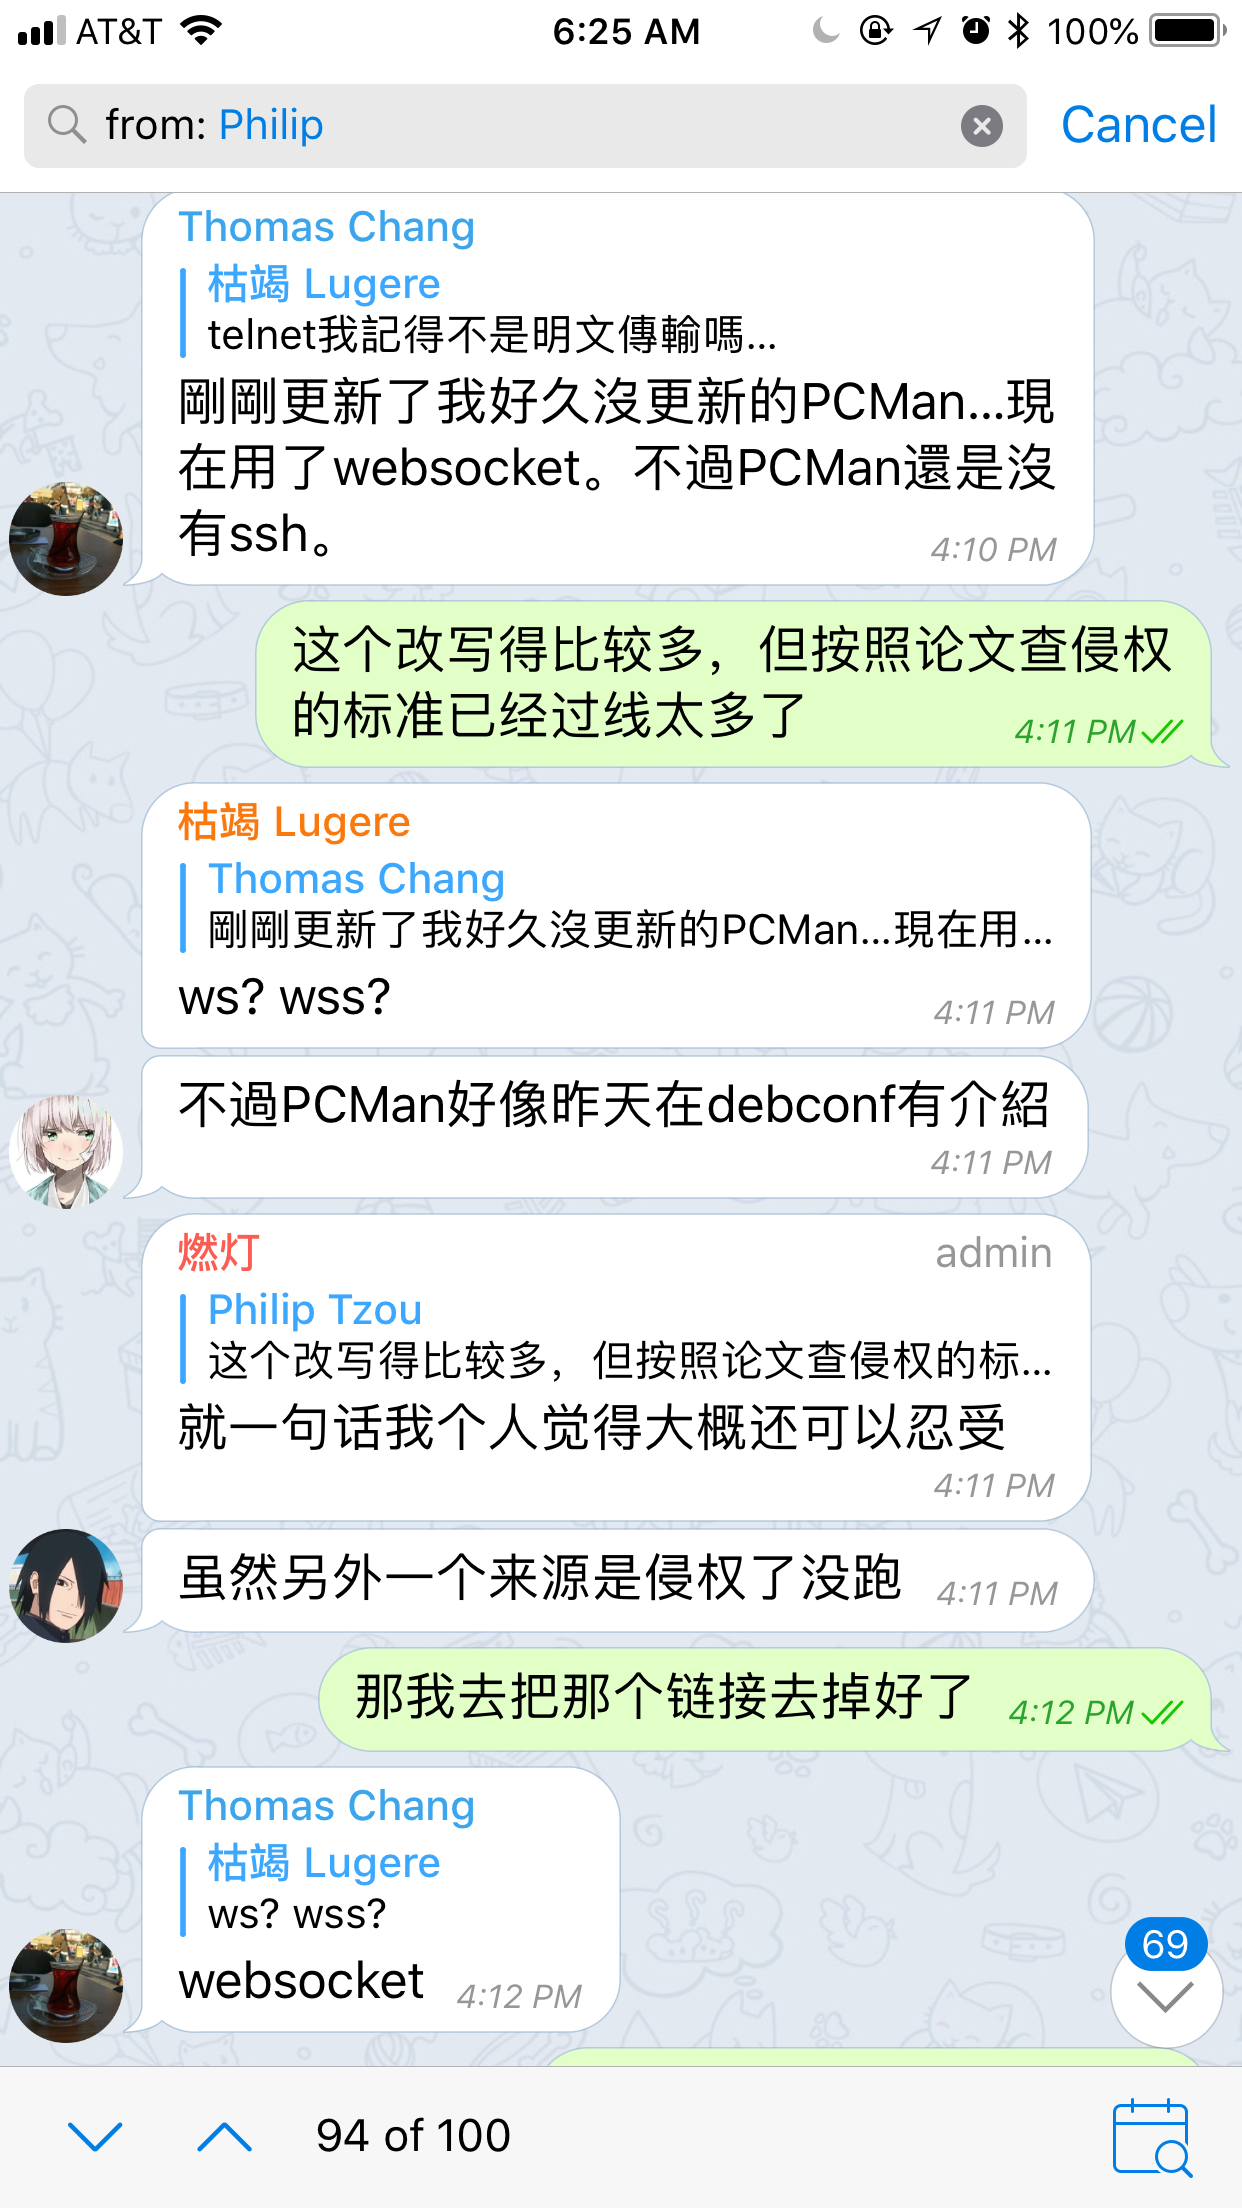 AT&T 6:25 AM 100%
from: Philip Cancel
Thomas Chang
枯竭 Lugere
telnet我記得不是明文傳輸嗎...
剛剛更新了我好久沒更新的PCMan...現
在用了websocket。不過PCMan還是沒
有ssh。
4:10 PM
这个改写得比较多，但按照论文查侵权
的标准已经过线太多了
4:11 PM
枯竭 Lugere
Thomas Chang
剛剛更新了我好久沒更新的PCMan...現在用...
ws? wss?
4:11 PM
不過PCMan好像昨天在debconf有介紹
4:11 PM
燃灯 admin
Philip Tzou
这个改写得比较多，但按照论文查侵权的标...
就一句话我个人觉得大概还可以忍受
4:11 PM
虽然另外一个来源是侵权了没跑 4:11 PM
那我去把那个链接去掉好了 4:12 PM
Thomas Chang
枯竭 Lugere
ws? wss?
websocket 4:12 PM
69
94 of 100